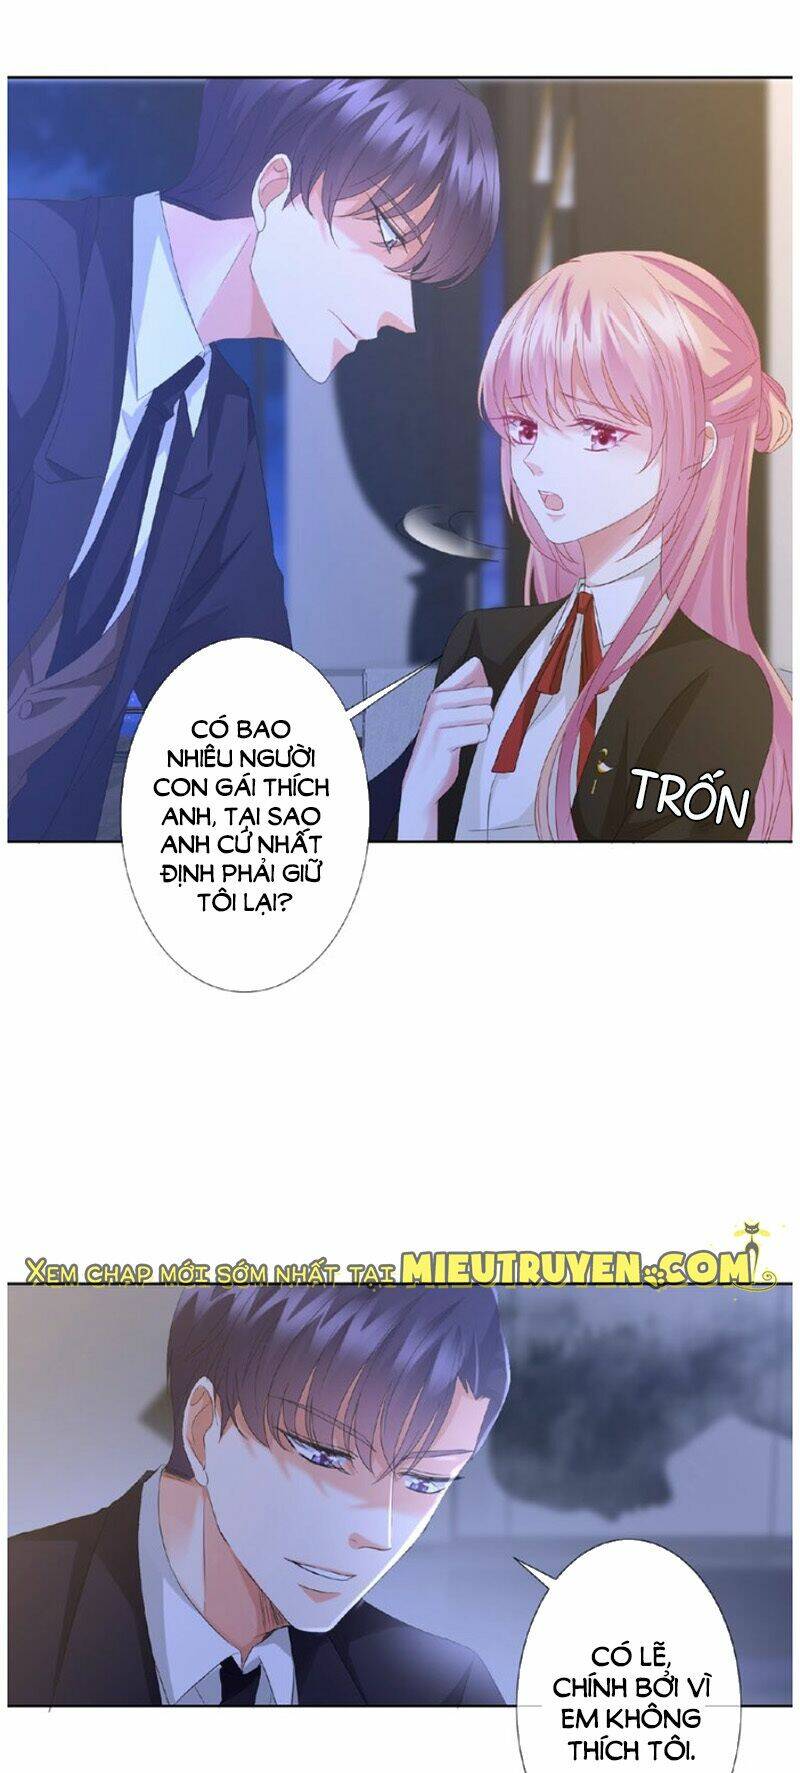 CÓ BAO
NHIÊU NGƯỜI
CON GÁI THÍCH
ANH, TẠI SAO
ANH CỨ NHẤT
ĐỊNH PHẢI GIỮ
TÔI LẠI?
TRỐN
XEM CHAP MỚI SỚM NHẤT TẠI MIEUTRUYEN.COM
CÓ LẼ,
CHÍNH BỞI VÌ
EM KHÔNG
THÍCH TÔI.